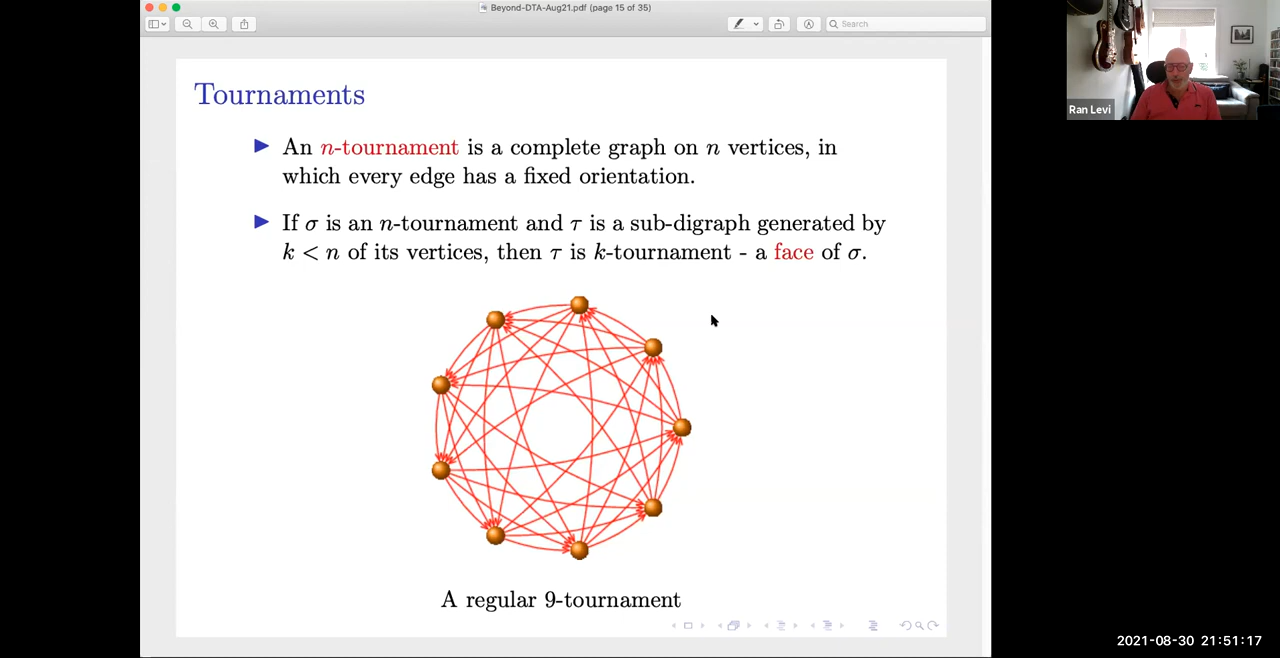 Beyond-DTA-Aug21.pdf (page 15 of 35)
Search
Tournaments
An n-tournament is a complete graph on n vertices, in
which every edge has a fixed orientation.
If σ is an n-tournament and τ is a sub-digraph generated by
k < n of its vertices, then τ is k-tournament - a face of σ.
A regular 9-tournament
Ran Levi
2021-08-30 21:51:17